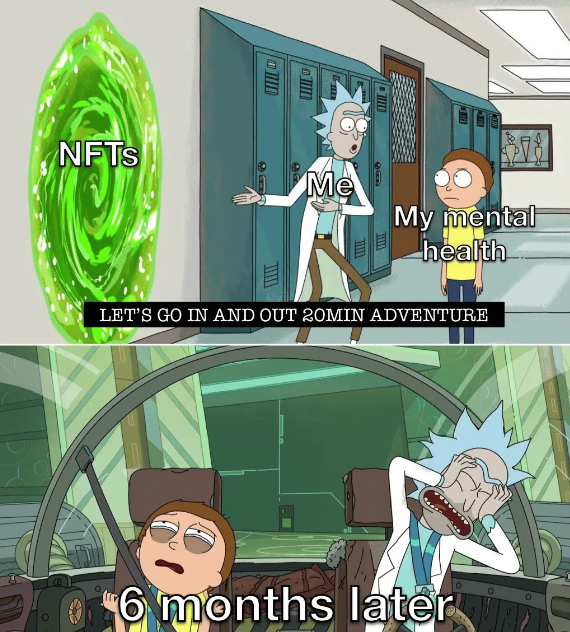 NFTs
Me
My mental
health
LET'S GO IN AND OUT 20MIN ADVENTURE
6 months later